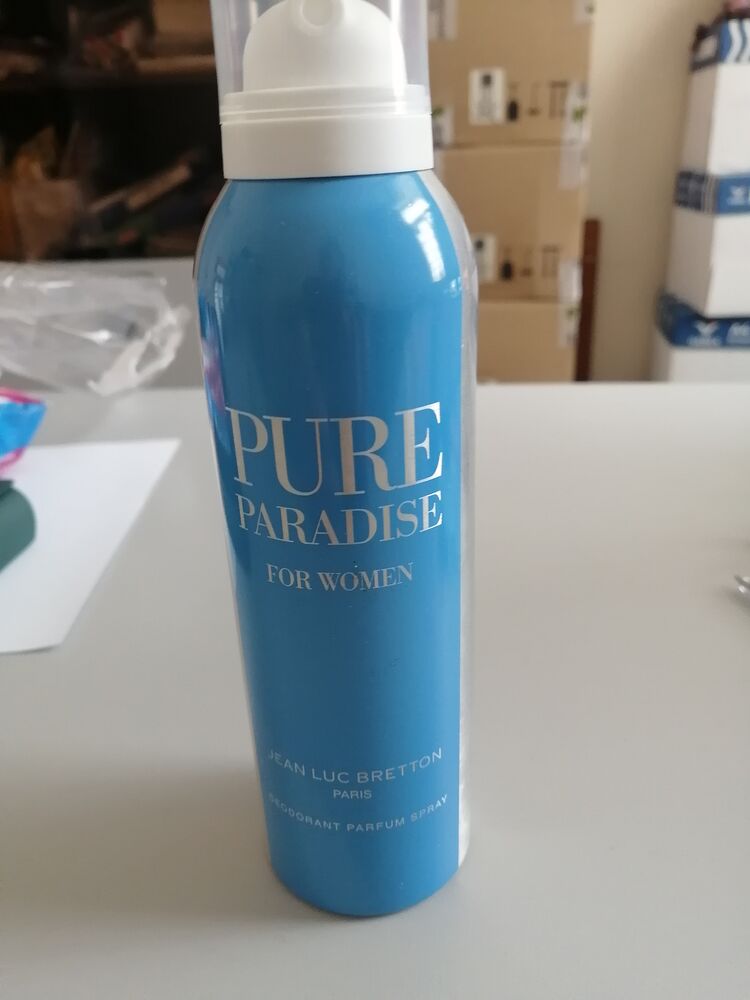 PURE
PARADISE
FOR WOMEN
JEAN LUC BRETTON
PARIS
DEODORANT PARFUM SPRAY